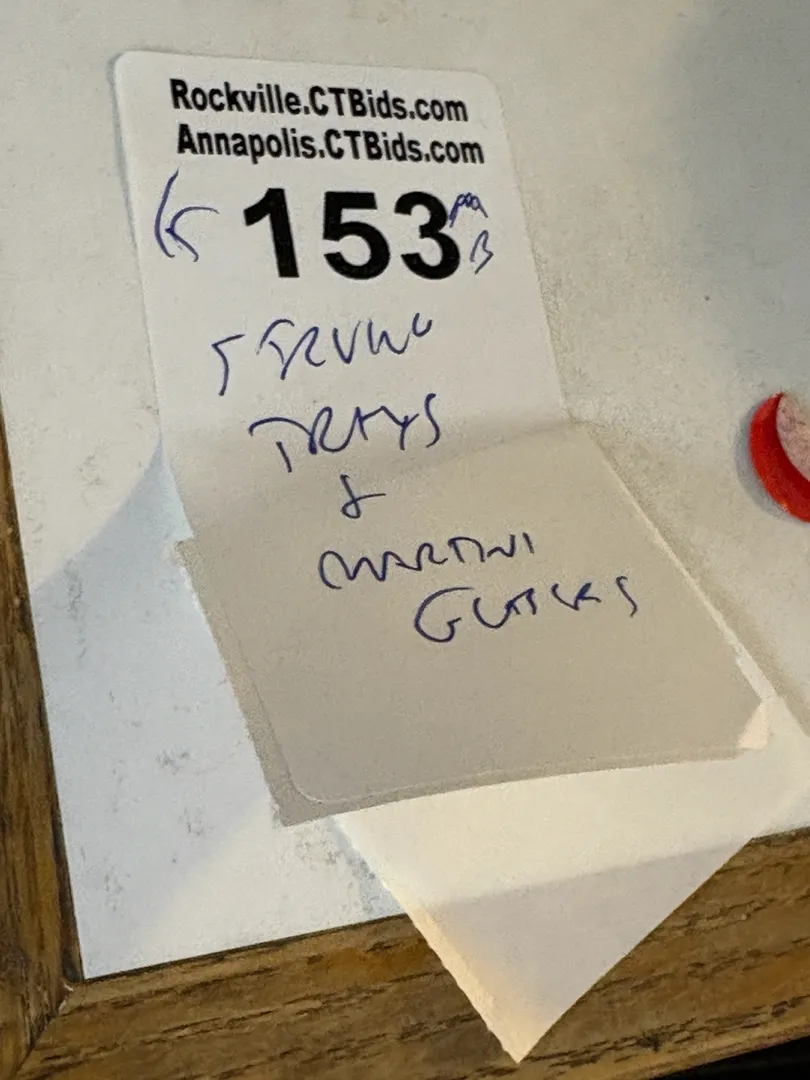 Rockville.CTBids.com
Annapolis.CTBids.com
153
SERVING
TRAYS
&
MARTINI
GLASSES